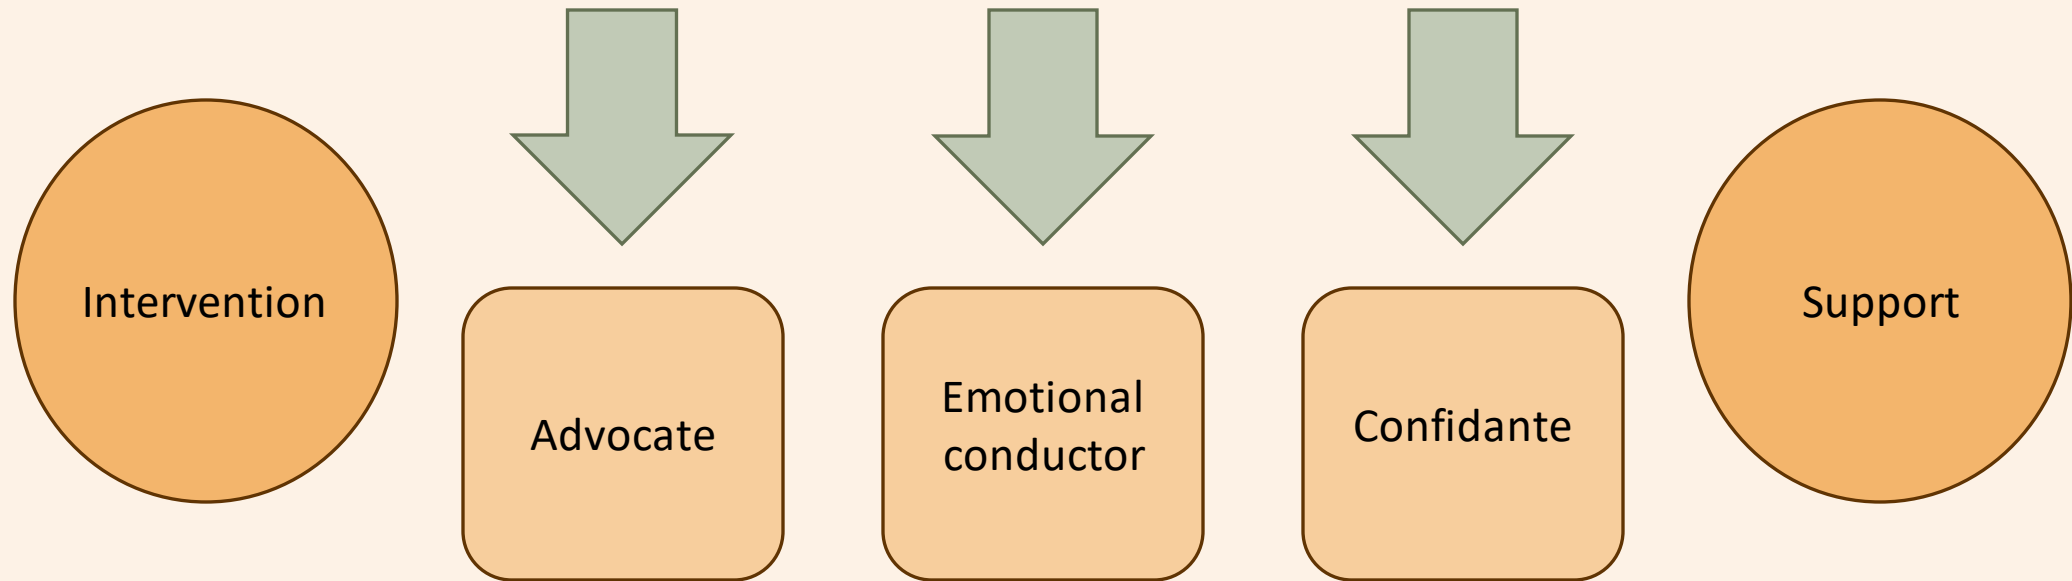 Intervention
Advocate
Emotional
conductor
Confidante
Support